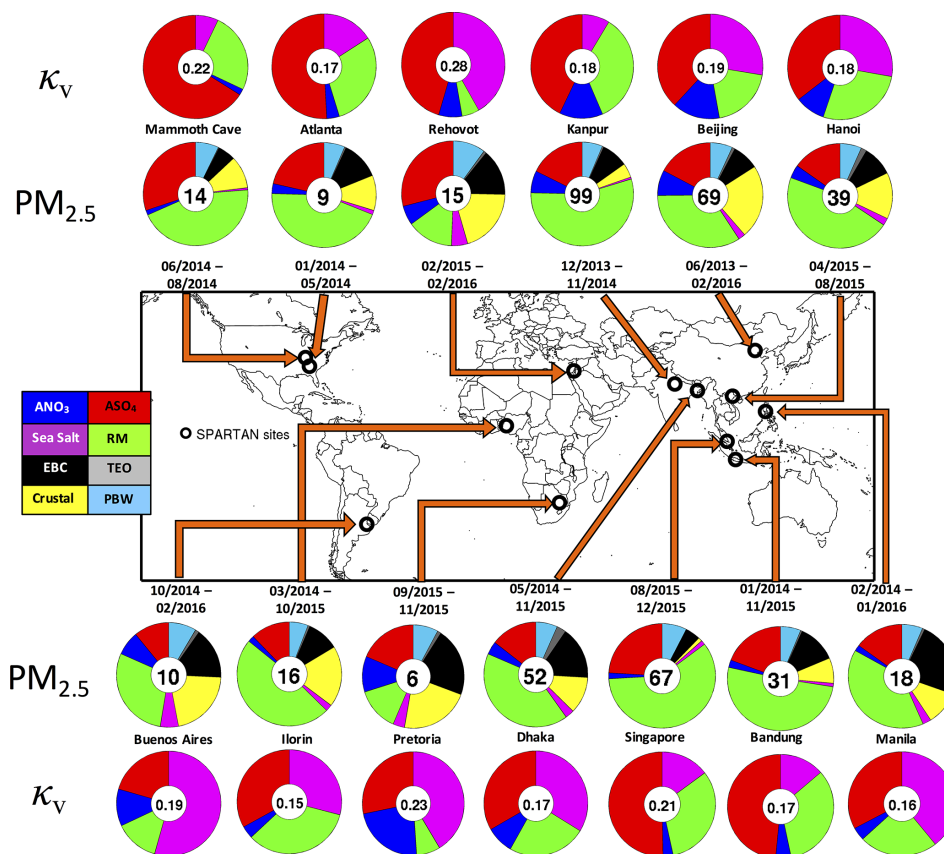 κv
0.22 0.17 0.28 0.18 0.19 0.18
Mammoth Cave Atlanta Rehovot Kanpur Beijing Hanoi
PM2.5
14 9 15 99 69 39
06/2014 – 01/2014 – 02/2015 – 12/2013 – 06/2013 – 04/2015 –
08/2014 05/2014 02/2016 11/2014 02/2016 08/2015
ANO3 ASO4
Sea Salt RM
EBC TEO
Crustal PBW
SPARTAN sites
10/2014 – 03/2014 – 09/2015 – 05/2014 – 08/2015 – 01/2014 – 02/2014 –
02/2016 10/2015 11/2015 11/2015 12/2015 11/2015 01/2016
PM2.5
10 16 6 52 67 31 18
Buenos Aires Ilorin Pretoria Dhaka Singapore Bandung Manila
κv
0.19 0.15 0.23 0.17 0.21 0.17 0.16